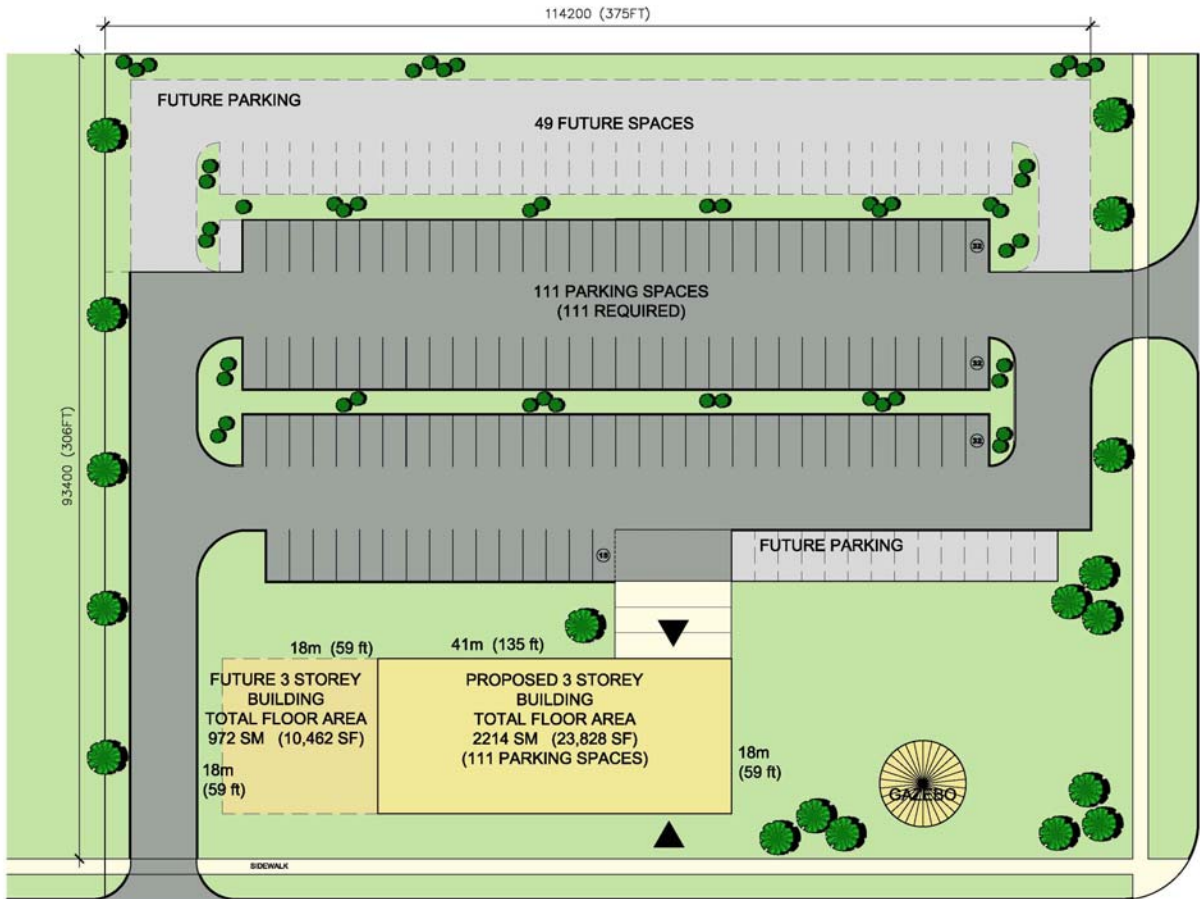 114200 (375FT)
FUTURE PARKING
49 FUTURE SPACES
32
111 PARKING SPACES
(111 REQUIRED)
32
32
93400 (306FT)
15
FUTURE PARKING
18m (59 ft)
41m (135 ft)
FUTURE 3 STOREY
BUILDING
TOTAL FLOOR AREA
972 SM (10,462 SF)
PROPOSED 3 STOREY
BUILDING
TOTAL FLOOR AREA
2214 SM (23,828 SF)
(111 PARKING SPACES)
18m
(59 ft)
18m
(59 ft)
GAZEBO
SIDEWALK